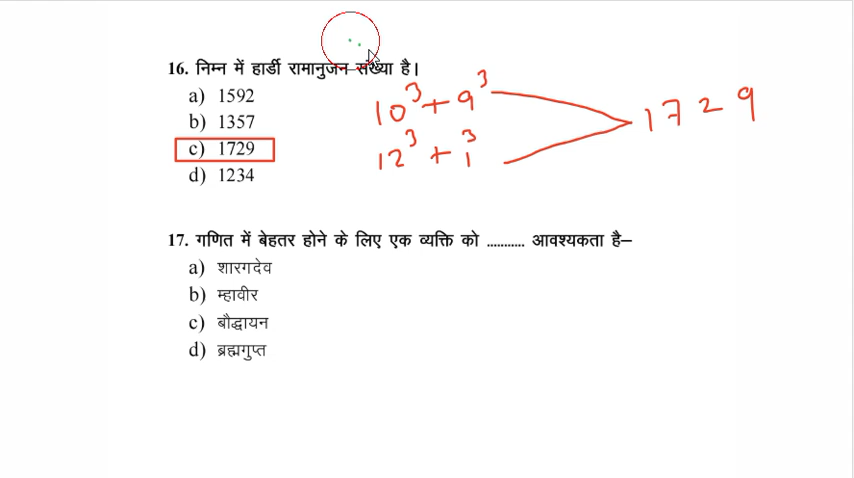 16. निम्न में हार्डी रामानुजन संख्या है।
a) 1592
b) 1357
c) 1729
d) 1234
10³ + 9³
12³ + 1³
1729
17. गणित में बेहतर होने के लिए एक व्यक्ति को ........... आवश्यकता है–
a) शारगदेव
b) म्हावीर
c) बौद्धायन
d) ब्रह्मगुप्त